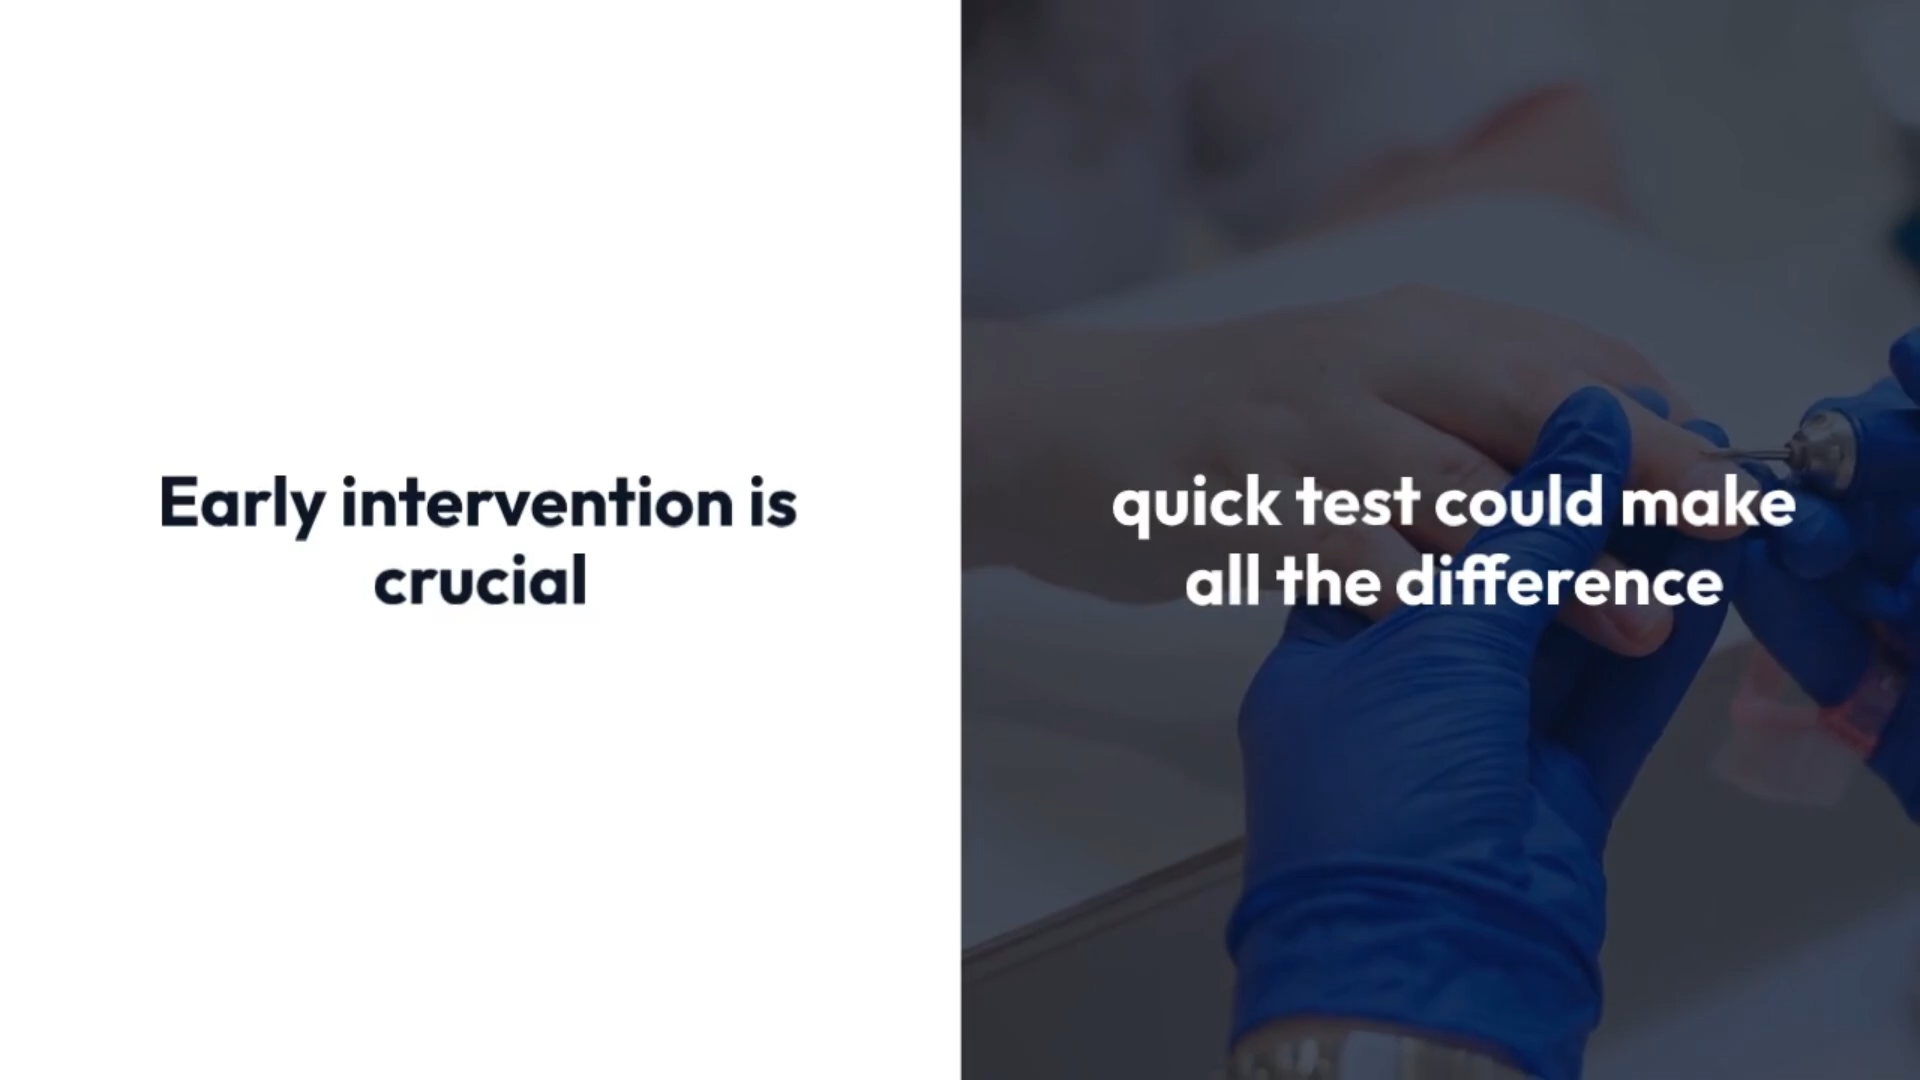 Early intervention is
crucial
quick test could make
all the difference